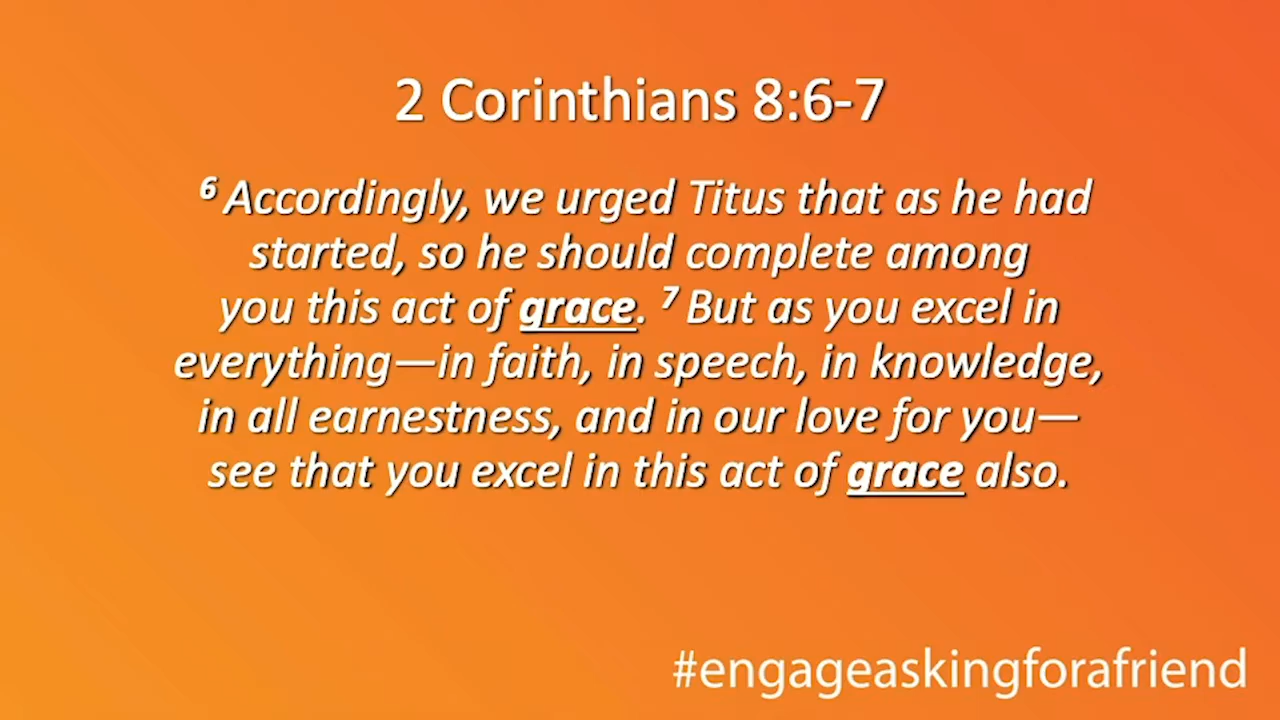 2 Corinthians 8:6-7
⁶ Accordingly, we urged Titus that as he had
started, so he should complete among
you this act of grace. ⁷ But as you excel in
everything—in faith, in speech, in knowledge,
in all earnestness, and in our love for you—
see that you excel in this act of grace also.
#engageaskingforafriend